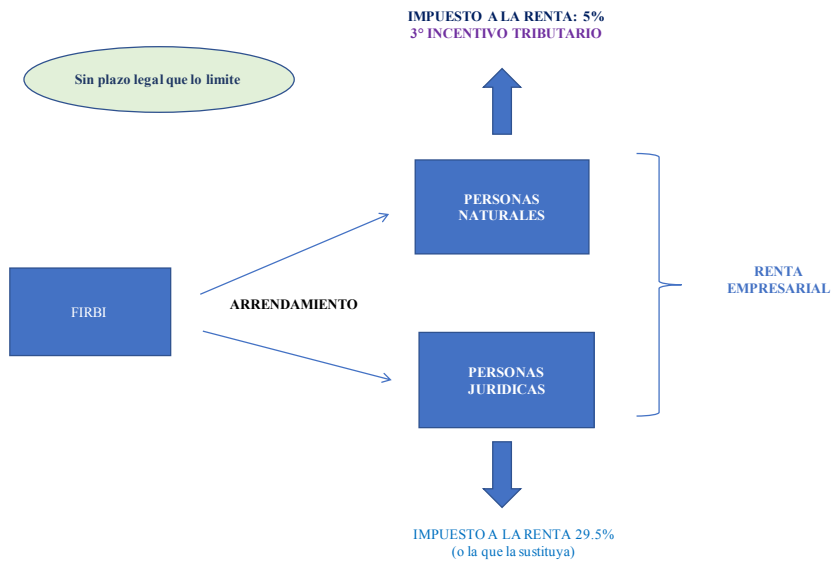 IMPUESTO A LA RENTA: 5%
3° INCENTIVO TRIBUTARIO
Sin plazo legal que lo limite
PERSONAS
NATURALES
FIRBI
ARRENDAMIENTO
RENTA
EMPRESARIAL
PERSONAS
JURIDICAS
IMPUESTO A LA RENTA 29.5%
(o la que la sustituya)